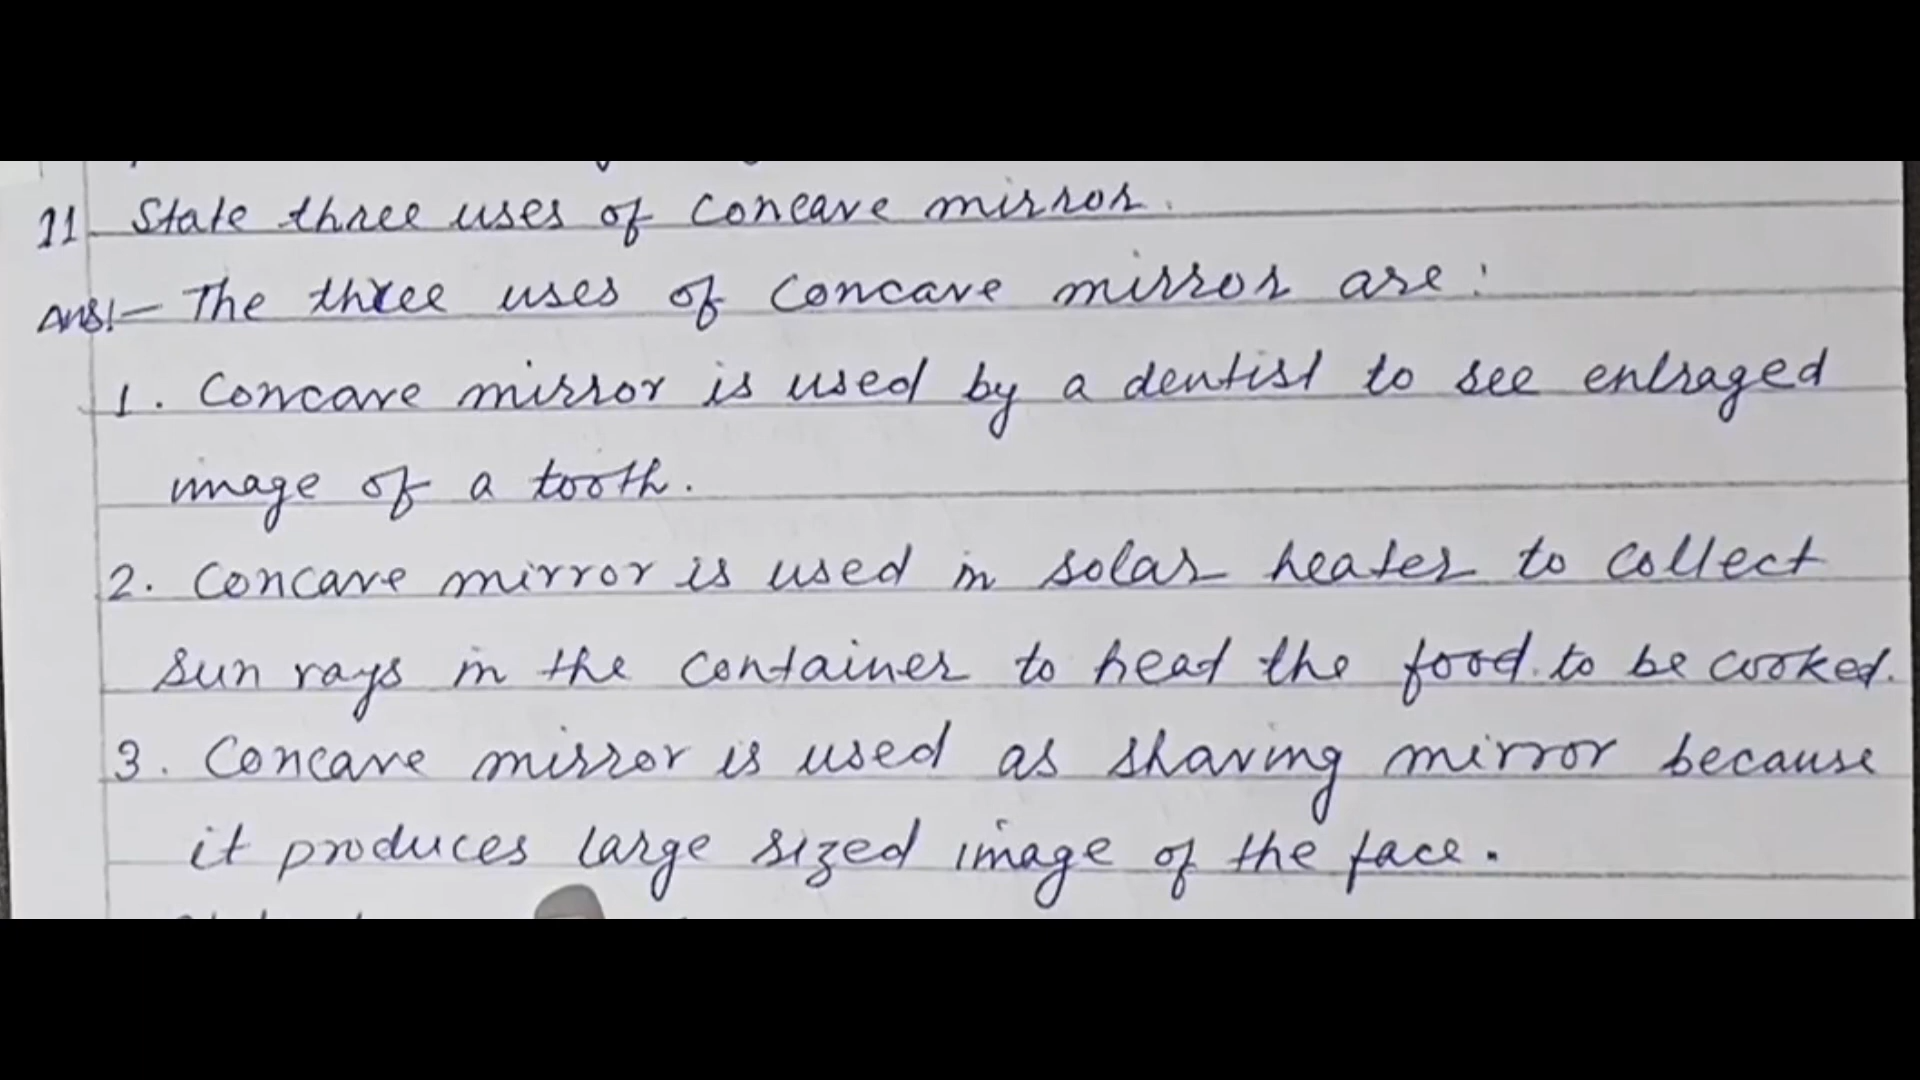 11 State three uses of concave mirror.
Ans:- The three uses of concave mirror are:
1. Concave mirror is used by a dentist to see enlraged
image of a tooth.
2. Concave mirror is used in solar heater to collect
sun rays in the container to heat the food to be cooked.
3. Concave mirror is used as shaving mirror because
it produces large sized image of the face.